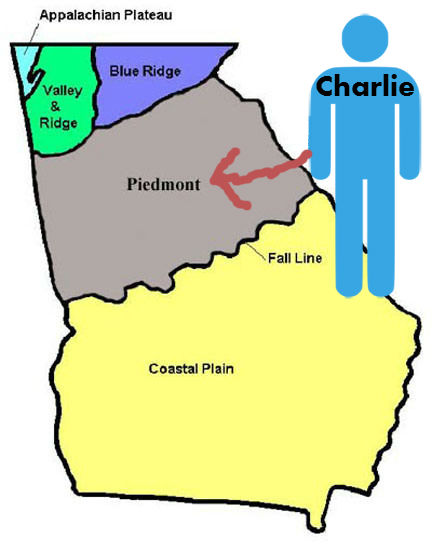 Appalachian Plateau
Blue Ridge
Charlie
Valley
&
Ridge
Piedmont
Fall Line
Coastal Plain